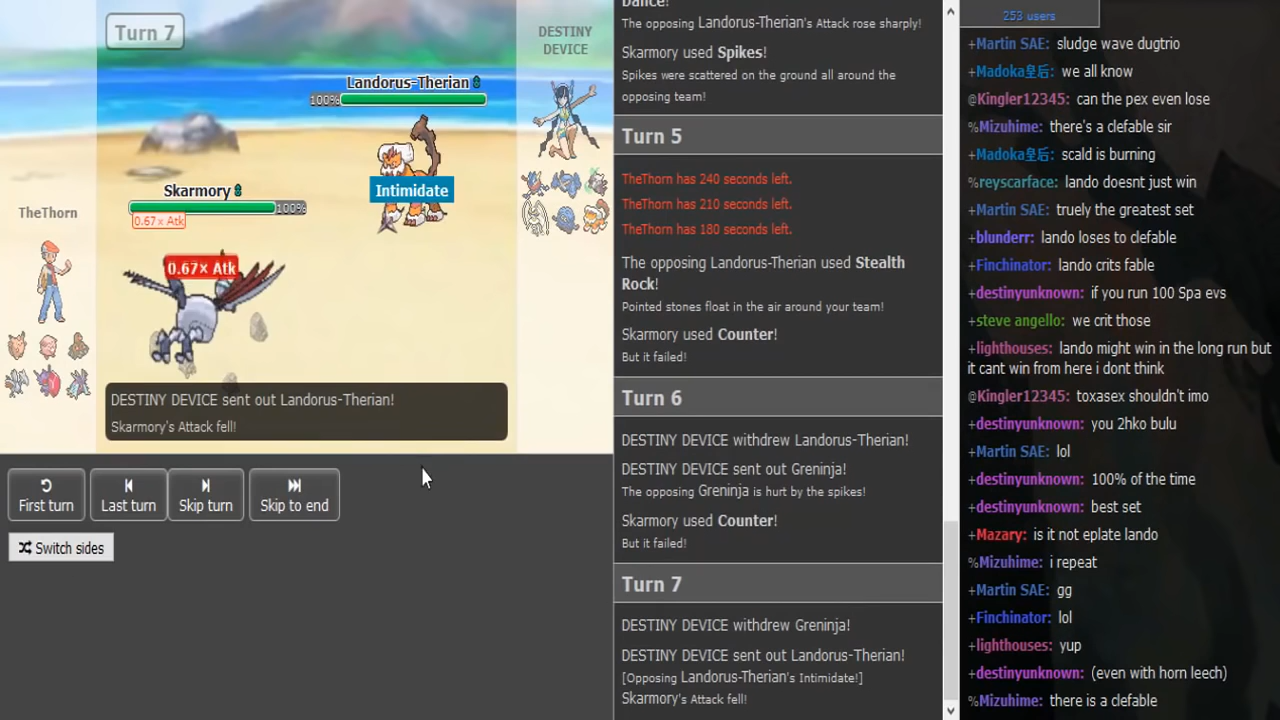 Turn 7
DESTINY
DEVICE
Landorus-Therian
100%
Intimidate
Skarmory
100%
0.67× Atk
0.67× Atk
TheThorn
DESTINY DEVICE sent out Landorus-Therian!
Skarmory's Attack fell!
First turn
Last turn
Skip turn
Skip to end
Switch sides
Dance!
The opposing Landorus-Therian's Attack rose sharply!
Skarmory used Spikes!
Spikes were scattered on the ground all around the
opposing team!
Turn 5
TheThorn has 240 seconds left.
TheThorn has 210 seconds left.
TheThorn has 180 seconds left.
The opposing Landorus-Therian used Stealth
Rock!
Pointed stones float in the air around your team!
Skarmory used Counter!
But it failed!
Turn 6
DESTINY DEVICE withdrew Landorus-Therian!
DESTINY DEVICE sent out Greninja!
The opposing Greninja is hurt by the spikes!
Skarmory used Counter!
But it failed!
Turn 7
DESTINY DEVICE withdrew Greninja!
DESTINY DEVICE sent out Landorus-Therian!
[Opposing Landorus-Therian's Intimidate!]
Skarmory's Attack fell!
253 users
+Martin SAE: sludge wave dugtrio
+Madoka皇后: we all know
@Kingler12345: can the pex even lose
%Mizuhime: there's a clefable sir
+Madoka皇后: scald is burning
%reyscarface: lando doesnt just win
+Martin SAE: truely the greatest set
+blunderr: lando loses to clefable
+Finchinator: lando crits fable
+destinyunknown: if you run 100 Spa evs
+steve angello: we crit those
+lighthouses: lando might win in the long run but
it cant win from here i dont think
@Kingler12345: toxasex shouldn't imo
+destinyunknown: you 2hko bulu
+Martin SAE: lol
+destinyunknown: 100% of the time
+destinyunknown: best set
+Mazary: is it not eplate lando
%Mizuhime: i repeat
+Martin SAE: gg
+Finchinator: lol
+lighthouses: yup
+destinyunknown: (even with horn leech)
%Mizuhime: there is a clefable